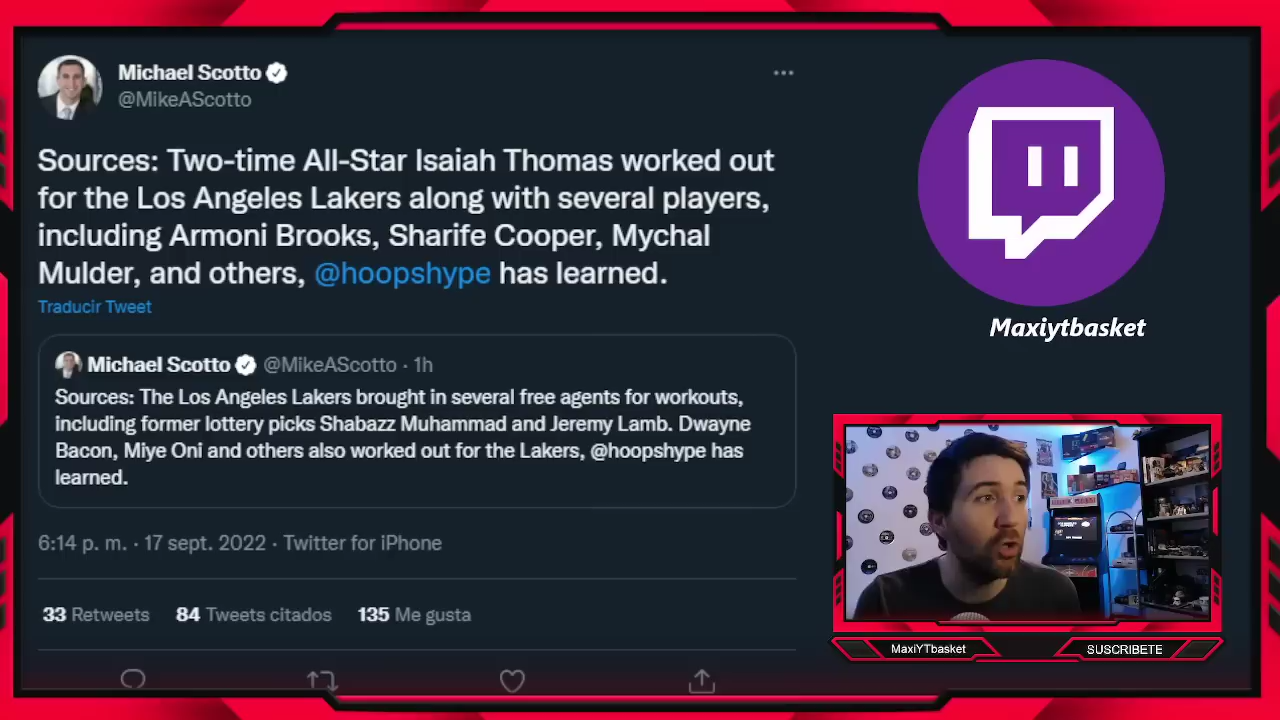 Michael Scotto
@MikeAScotto
Sources: Two-time All-Star Isaiah Thomas worked out
for the Los Angeles Lakers along with several players,
including Armoni Brooks, Sharife Cooper, Mychal
Mulder, and others, @hoopshype has learned.
Traducir Tweet
Michael Scotto @MikeAScotto · 1h
Sources: The Los Angeles Lakers brought in several free agents for workouts,
including former lottery picks Shabazz Muhammad and Jeremy Lamb. Dwayne
Bacon, Miye Oni and others also worked out for the Lakers, @hoopshype has
learned.
6:14 p. m. · 17 sept. 2022 · Twitter for iPhone
33 Retweets 84 Tweets citados 135 Me gusta
Maxiytbasket
MaxiYTbasket
SUSCRIBETE